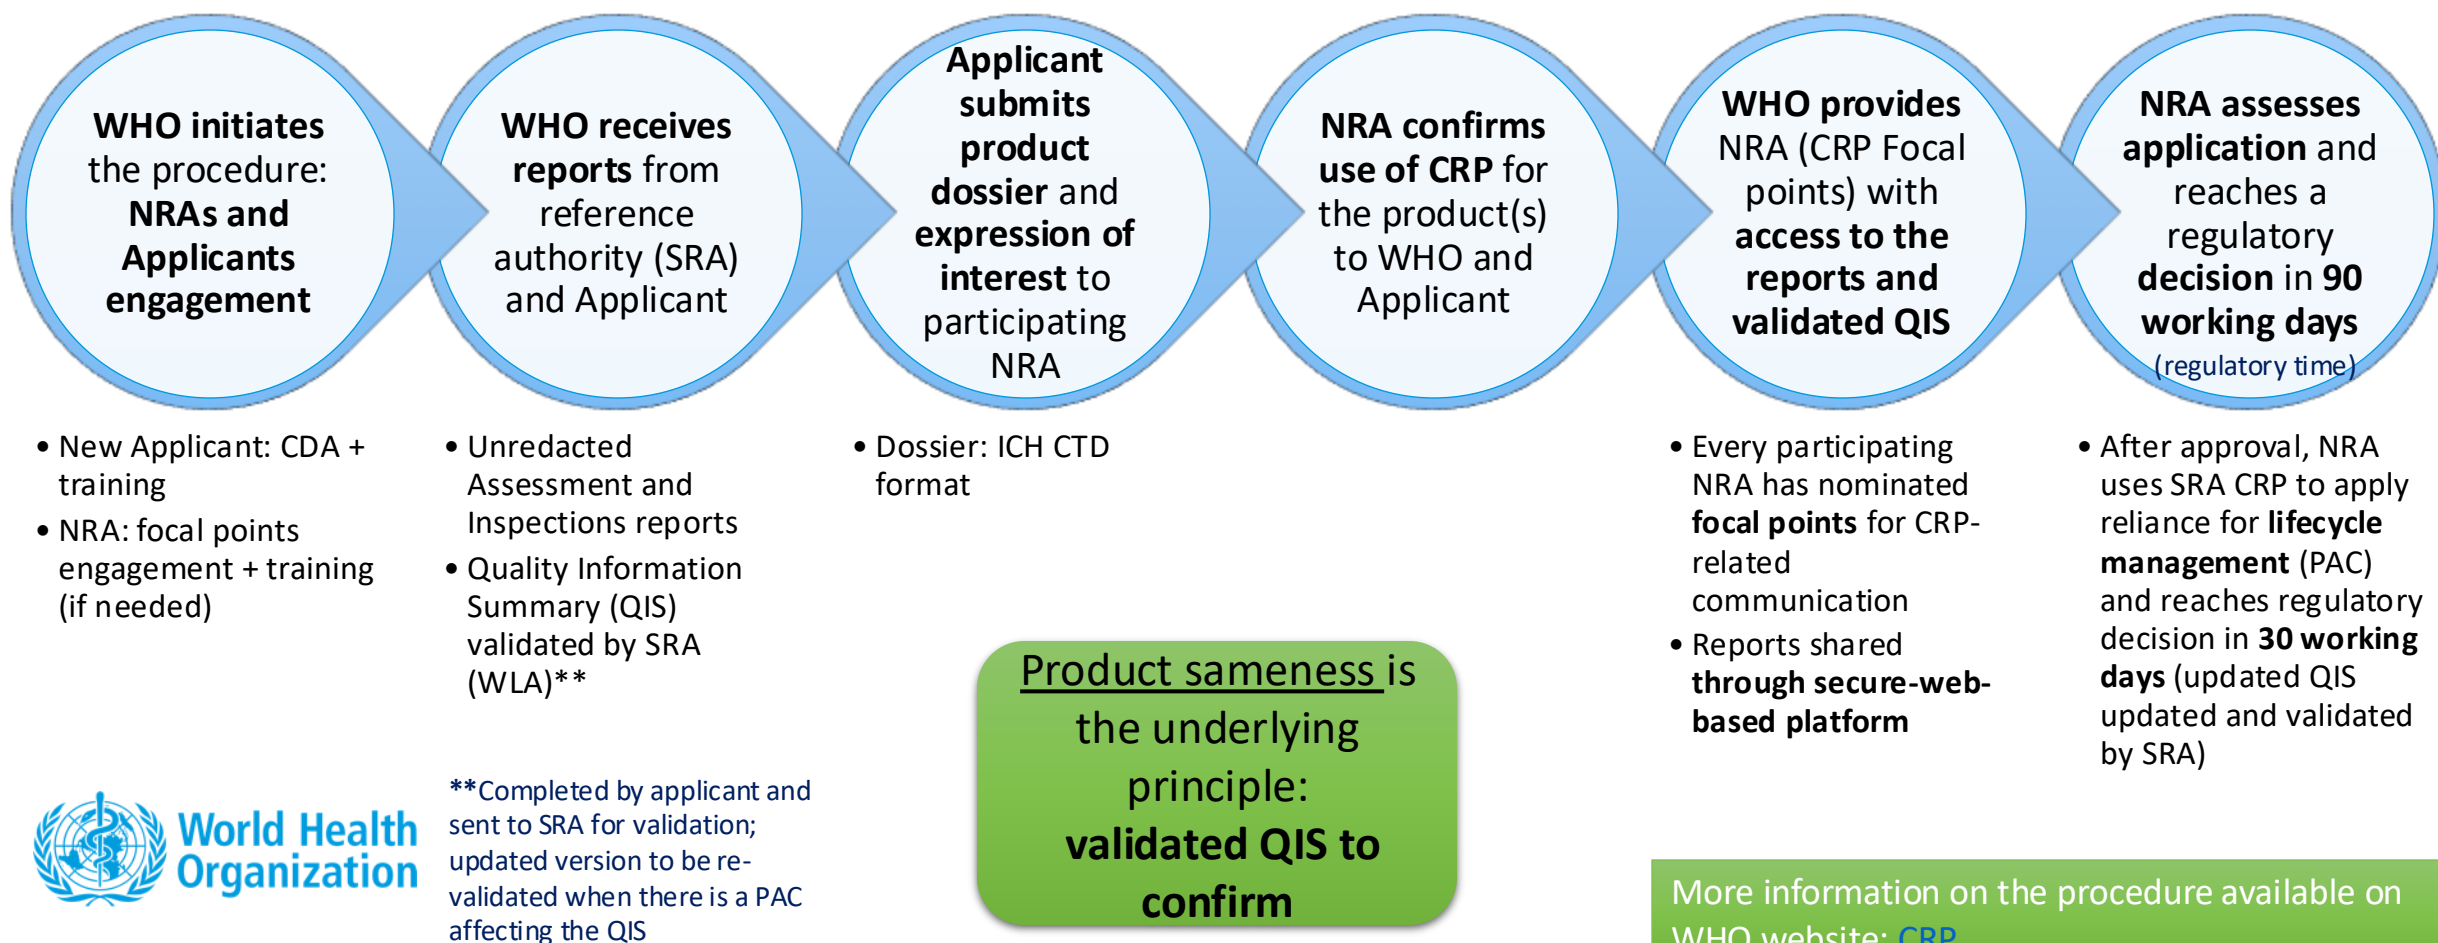 WHO initiates
the procedure:
NRAs and
Applicants
engagement
WHO receives
reports from
reference
authority (SRA)
and Applicant
Applicant
submits
product
dossier and
expression of
interest to
participating
NRA
NRA confirms
use of CRP for
the product(s)
to WHO and
Applicant
WHO provides
NRA (CRP Focal
points) with
access to the
reports and
validated QIS
NRA assesses
application and
reaches a
regulatory
decision in 90
working days
(regulatory time)
• New Applicant: CDA +
training
• NRA: focal points
engagement + training
(if needed)
• Unredacted
Assessment and
Inspections reports
• Quality Information
Summary (QIS)
validated by SRA
(WLA)**
• Dossier: ICH CTD
format
• Every participating
NRA has nominated
focal points for CRP-
related
communication
• Reports shared
through secure-web-
based platform
• After approval, NRA
uses SRA CRP to apply
reliance for lifecycle
management (PAC)
and reaches regulatory
decision in 30 working
days (updated QIS
updated and validated
by SRA)
Product sameness is
the underlying
principle:
validated QIS to
confirm
World Health
Organization
**Completed by applicant and
sent to SRA for validation;
updated version to be re-
validated when there is a PAC
affecting the QIS
More information on the procedure available on
WHO website: CRP